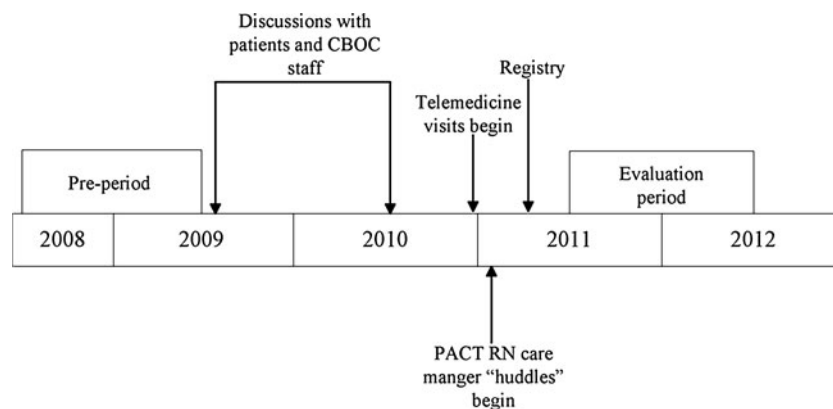 Discussions with
patients and CBOC
staff
Registry
Telemedicine
visits begin
Pre-period
Evaluation
period
2008
2009
2010
2011
2012
PACT RN care
manger “huddles”
begin